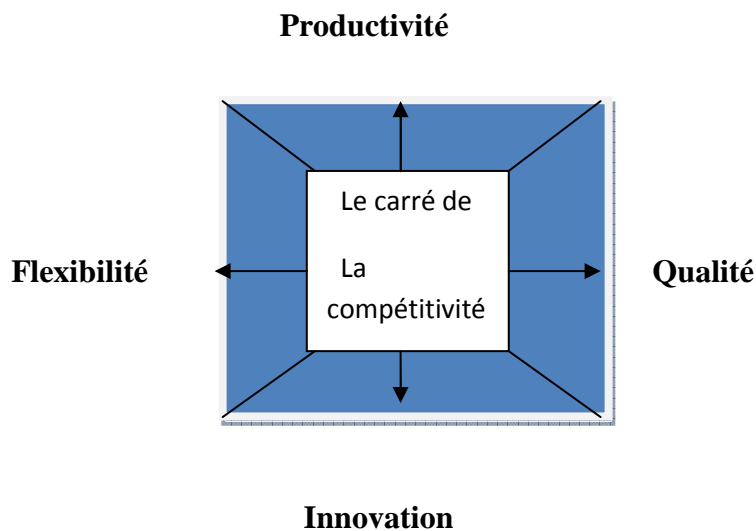 Productivité
Le carré de
Flexibilité
La
Qualité
compétitivité
Innovation